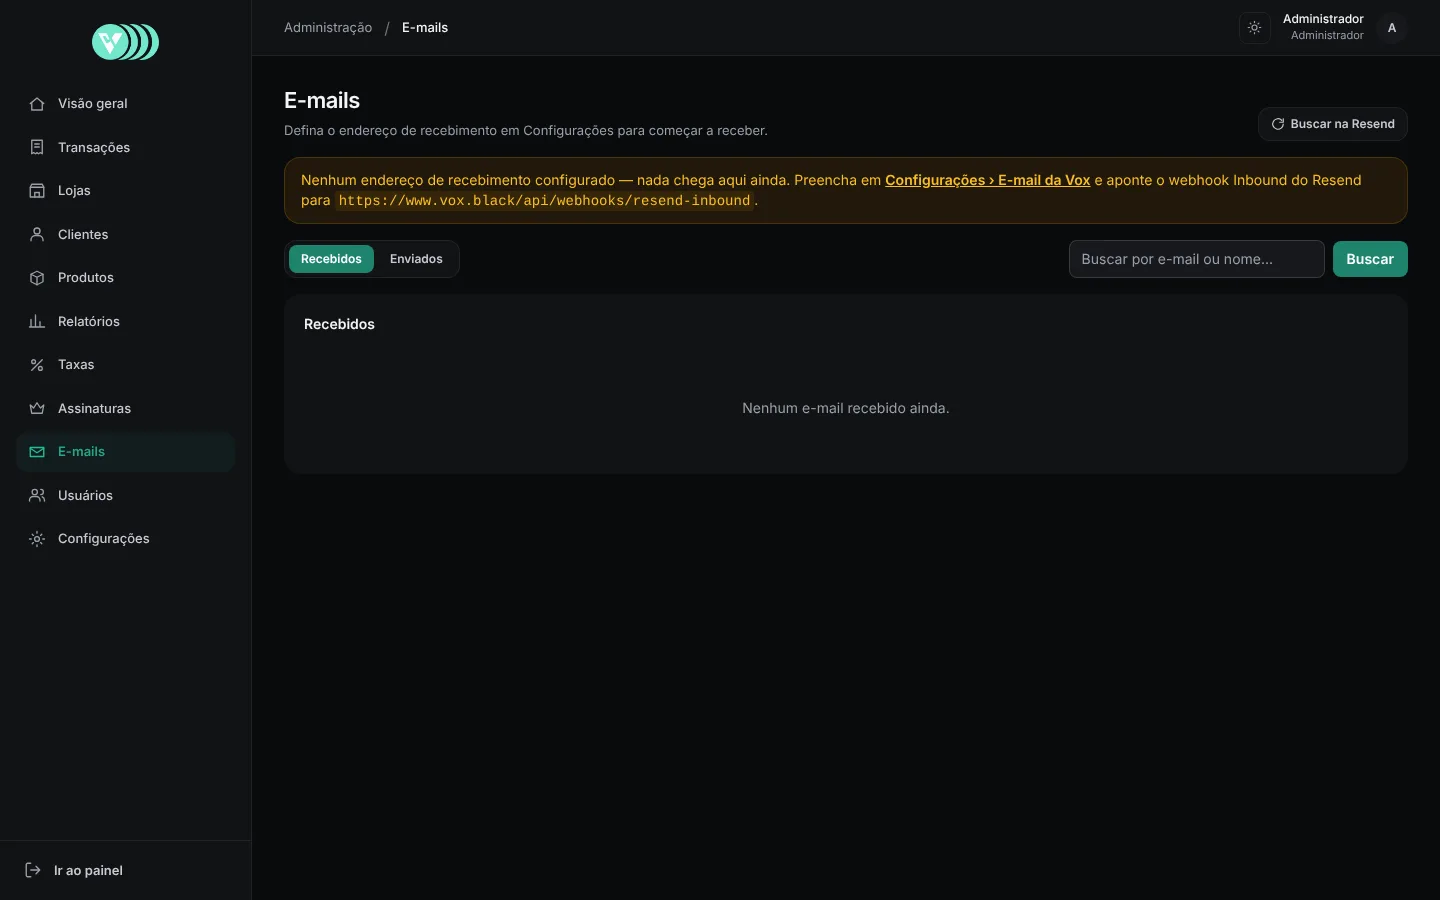 Administração / E-mails
Administrador
Administrador
A
Visão geral
Transações
Lojas
Clientes
Produtos
Relatórios
Taxas
Assinaturas
E-mails
Usuários
Configurações
Ir ao painel
E-mails
Defina o endereço de recebimento em Configurações para começar a receber.
Buscar na Resend
Nenhum endereço de recebimento configurado — nada chega aqui ainda. Preencha em Configurações › E-mail da Vox e aponte o webhook Inbound do Resend
para https://www.vox.black/api/webhooks/resend-inbound.
Recebidos Enviados
Buscar por e-mail ou nome...
Buscar
Recebidos
Nenhum e-mail recebido ainda.